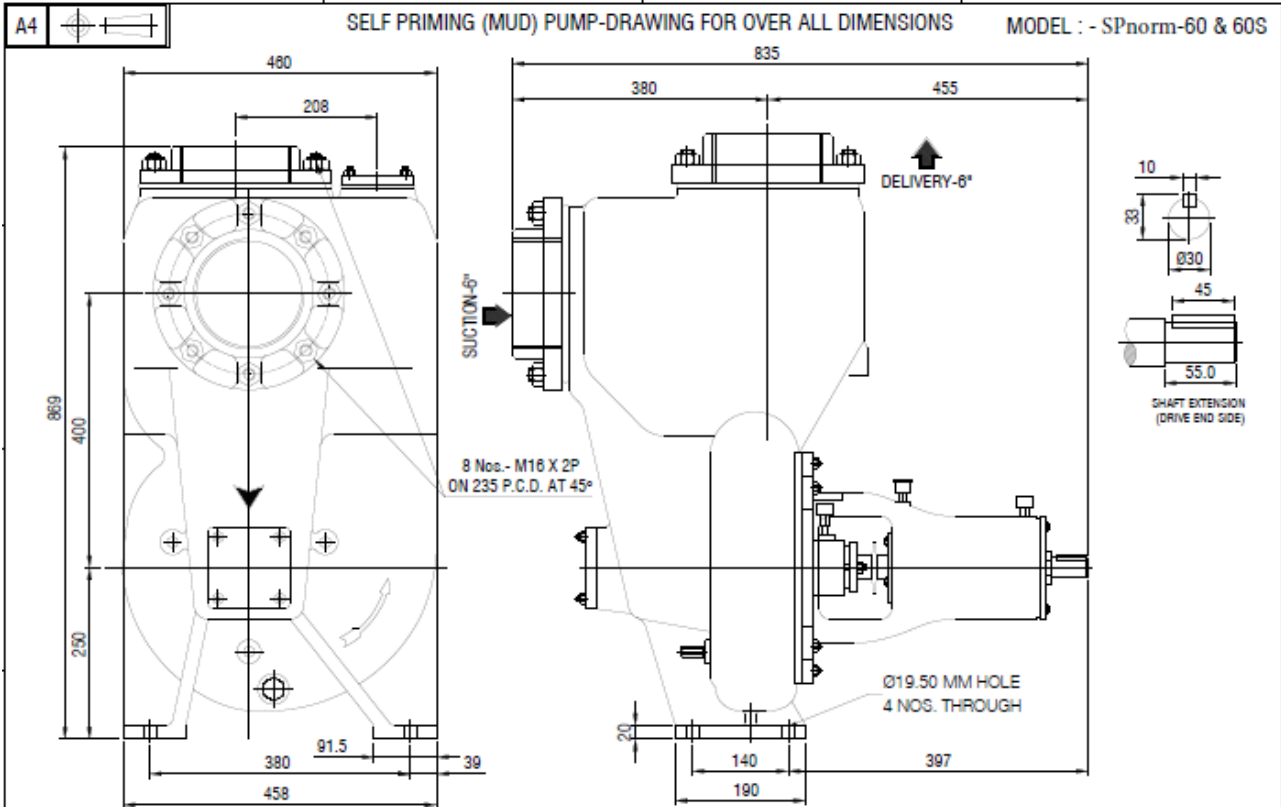 A4
SELF PRIMING (MUD) PUMP-DRAWING FOR OVER ALL DIMENSIONS
MODEL : - SPnorm-60 & 60S
460
208
869
400
250
8 Nos.- M16 X 2P
ON 235 P.C.D. AT 45°
91.5
380
39
458
835
380
455
DELIVERY-6"
SUCTION-6"
Ø19.50 MM HOLE
4 NOS. THROUGH
20
140
397
190
10
33
Ø30
45
55.0
SHAFT EXTENSION
(DRIVE END SIDE)